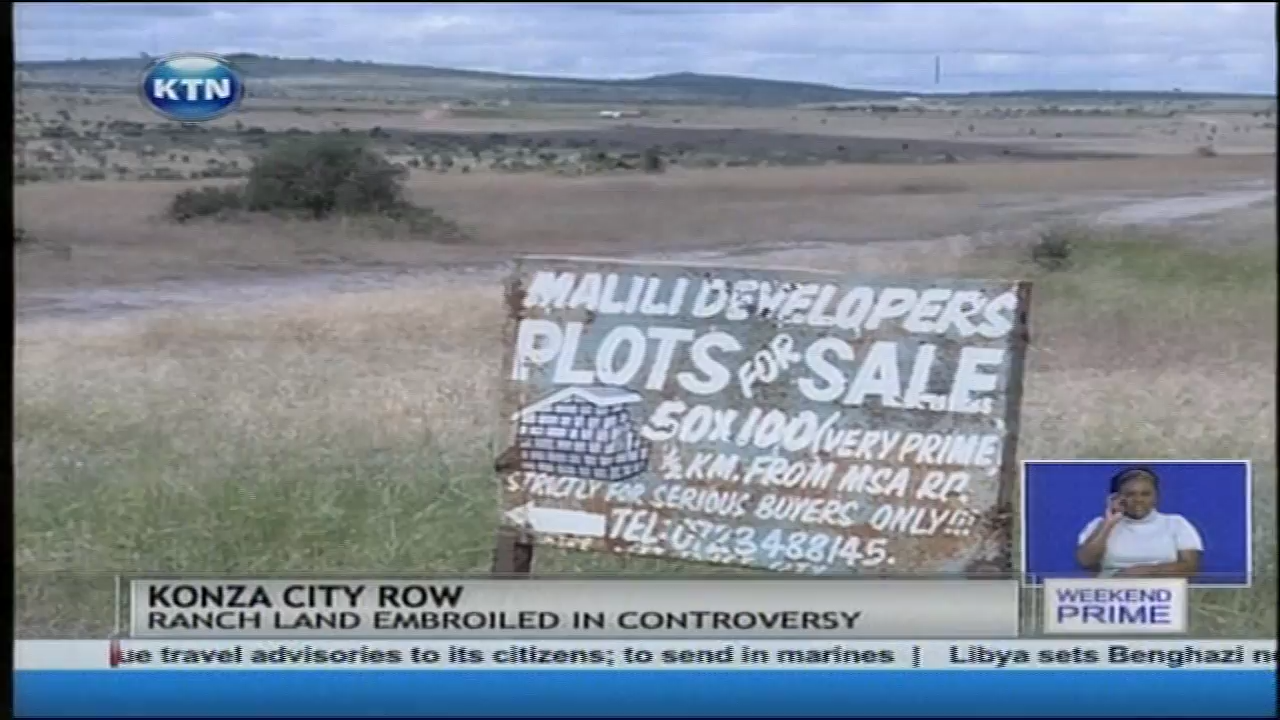 KTN
MALILI DEVELOPERS
PLOTS FOR SALE
50X100 (VERY PRIME)
½ KM. FROM MSA RD.
STRICTLY FOR SERIOUS BUYERS ONLY!!!
TEL: 0723488145.
KONZA CITY ROW
RANCH LAND EMBROILED IN CONTROVERSY
WEEKEND
PRIME
ue travel advisories to its citizens; to send in marines | Libya sets Benghazi